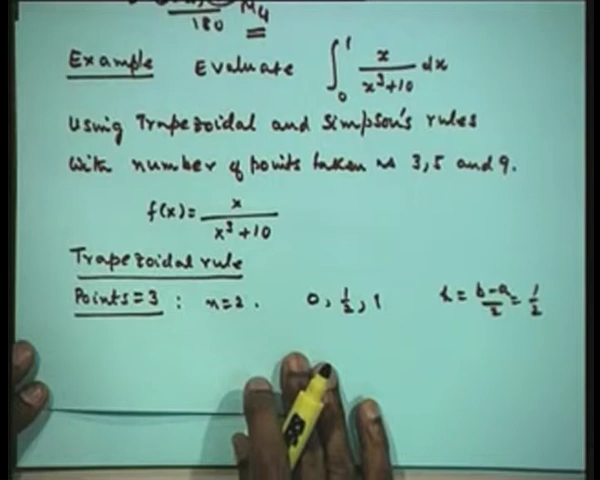 180 M4
Example Evaluate ∫₀¹ x/(x³+10) dx
Using Trapezoidal and Simpson's rules
with number of points taken as 3, 5 and 9.
f(x) = x/(x³+10)
Trapezoidal rule
Points=3 : n=2. 0, 1/2, 1 h = (b-a)/2 = 1/2